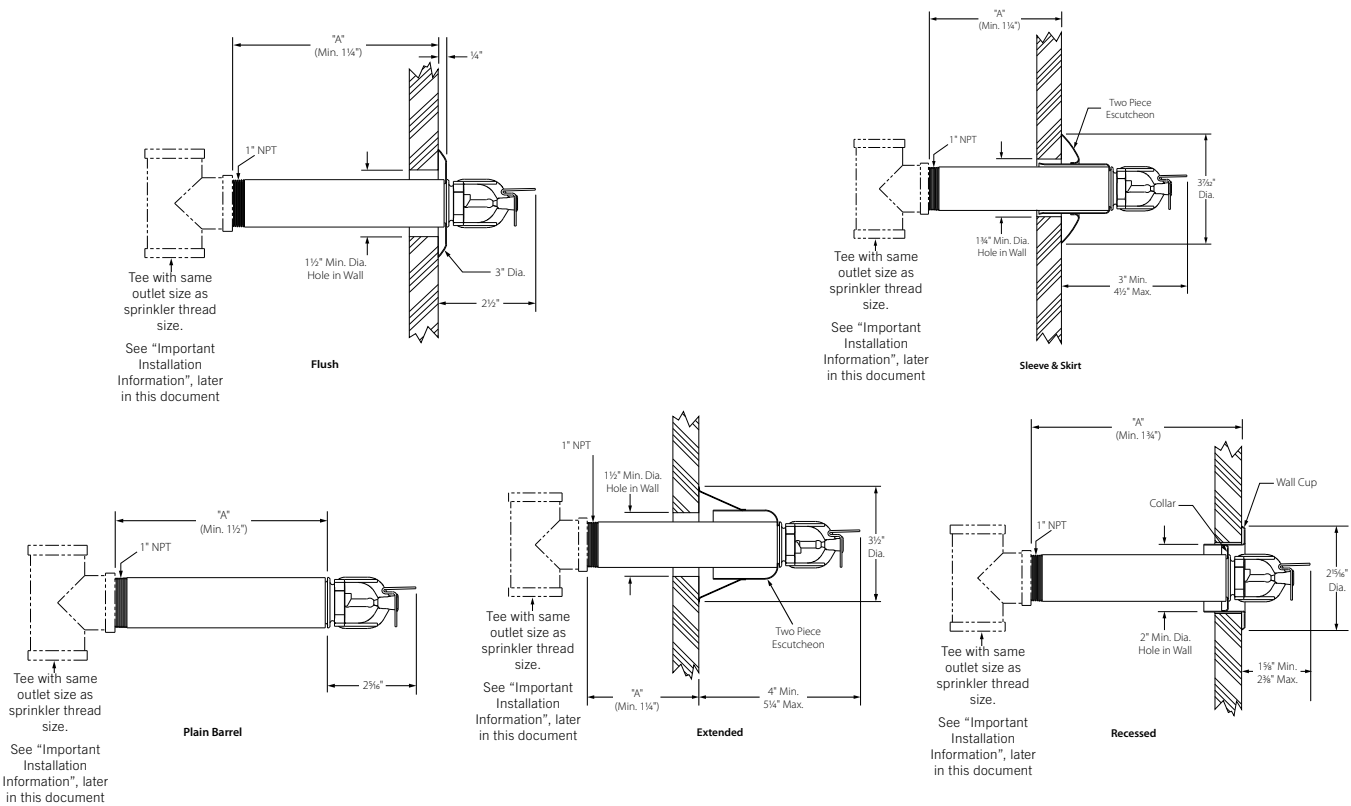 "A"
(Min. 1¼")
¼"
1" NPT
1½" Min. Dia.
Hole in Wall
3" Dia.
2½"
Tee with same
outlet size as
sprinkler thread
size.
See “Important
Installation
Information”, later
in this document
Flush
"A"
(Min. 1¼")
Two Piece
Escutcheon
1" NPT
3⁷⁄₃₂"
Dia.
1¾" Min. Dia.
Hole in Wall
3" Min.
4½" Max.
Tee with same
outlet size as
sprinkler thread
size.
See “Important
Installation
Information”, later
in this document
Sleeve & Skirt
"A"
(Min. 1½")
1" NPT
2⁵⁄₁₆"
Tee with same
outlet size as
sprinkler thread
size.
See “Important
Installation
Information”, later
in this document
Plain Barrel
1" NPT
1½" Min. Dia.
Hole in Wall
3½"
Dia.
Two Piece
Escutcheon
Tee with same
outlet size as
sprinkler thread
size.
See “Important
Installation
Information”, later
in this document
"A"
(Min. 1¼")
4" Min.
5¼" Max.
Extended
"A"
(Min. 1¾")
Wall Cup
Collar
1" NPT
2¹⁵⁄₁₆"
Dia.
2" Min. Dia.
Hole in Wall
1⅝" Min.
2⅜" Max.
Tee with same
outlet size as
sprinkler thread
size.
See “Important
Installation
Information”, later
in this document
Recessed